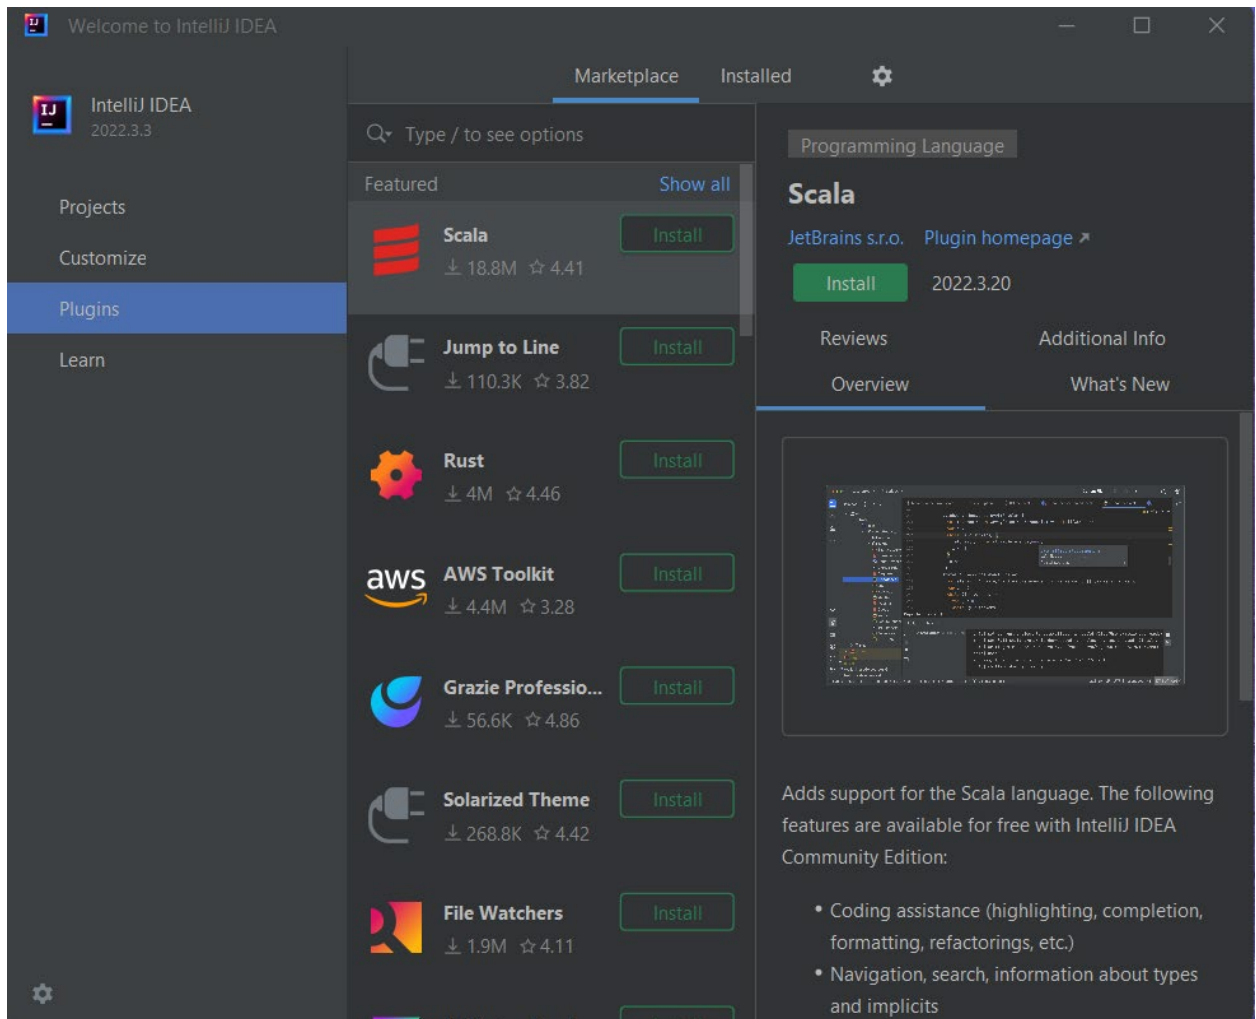 Welcome to IntelliJ IDEA
IntelliJ IDEA
2022.3.3
Projects
Customize
Plugins
Learn
Marketplace
Installed
Type / to see options
Featured
Show all
Scala
Install
18.8M 4.41
Jump to Line
Install
110.3K 3.82
Rust
Install
4M 4.46
aws
AWS Toolkit
Install
4.4M 3.28
Grazie Professio...
Install
56.6K 4.86
Solarized Theme
Install
268.8K 4.42
File Watchers
Install
1.9M 4.11
Programming Language
Scala
JetBrains s.r.o. Plugin homepage
Install 2022.3.20
Reviews Additional Info
Overview What's New
Adds support for the Scala language. The following
features are available for free with IntelliJ IDEA
Community Edition:
• Coding assistance (highlighting, completion,
formatting, refactorings, etc.)
• Navigation, search, information about types
and implicits